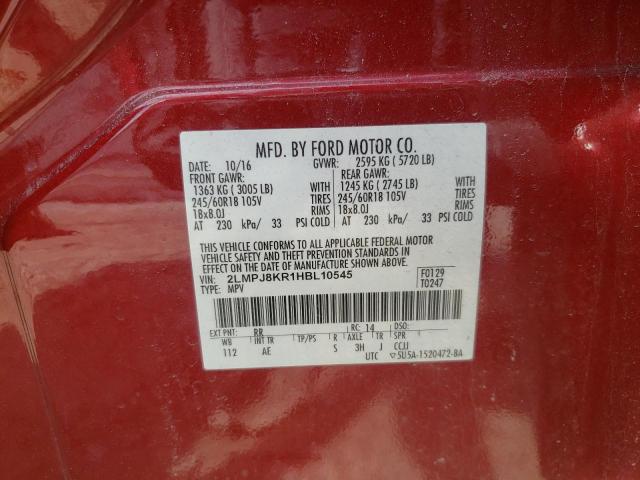 MFD. BY FORD MOTOR CO.
DATE: 10/16 GVWR: 2595 KG ( 5720 LB)
FRONT GAWR: REAR GAWR:
1363 KG ( 3005 LB) WITH 1245 KG ( 2745 LB) WITH
245/60R18 105V TIRES 245/60R18 105V TIRES
18x8.0J RIMS 18x8.0J RIMS
AT 230 kPa/ 33 PSI COLD AT 230 kPa/ 33 PSI COLD
THIS VEHICLE CONFORMS TO ALL APPLICABLE FEDERAL MOTOR
VEHICLE SAFETY AND THEFT PREVENTION STANDARDS IN EFFECT
ON THE DATE OF MANUFACTURE SHOWN ABOVE.
VIN: 2LMPJ8KR1HBL10545 F0129
TYPE: MPV T0247
EXT PNT: RR RC: 14 DSO:
WB INT TR TP/PS R AXLE TR SPR
112 AE S 3H J CCJJ
UTC ▽5U5A-1520472-BA